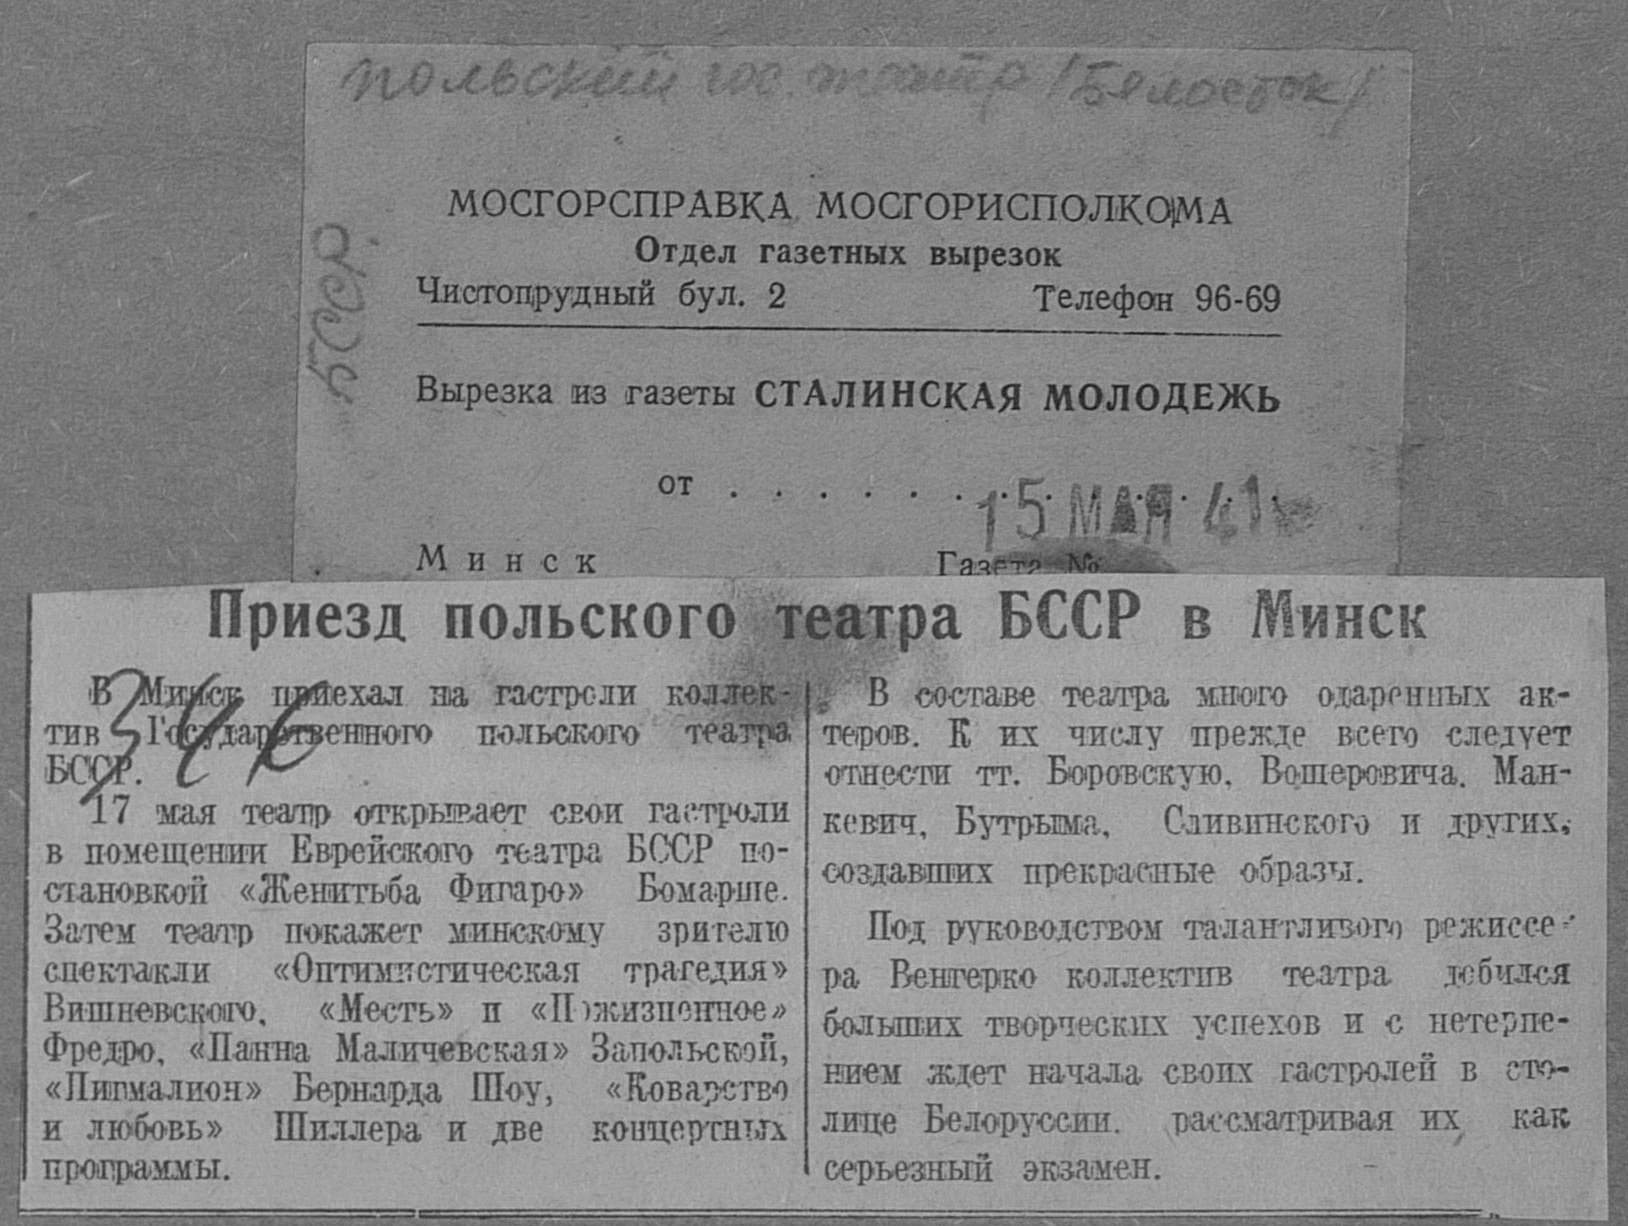 польский гос. театр /Белосток/
БССР
МОСГОРСПРАВКА МОСГОРИСПОЛКОМА
Отдел газетных вырезок
Чистопрудный бул. 2 Телефон 96-69
Вырезка из газеты СТАЛИНСКАЯ МОЛОДЕЖЬ
от . . . . . . . . . . . . .
15 МАЯ 41
Минск Газета №
Приезд польского театра БССР в Минск
346
В Минск приехал на гастроли коллек-
тив Государственного польского театра
БССР.
17 мая театр открывает свои гастроли
в помещении Еврейского театра БССР по-
становкой «Женитьба Фигаро» Бомарше.
Затем театр покажет минскому зрителю
спектакли «Оптимистическая трагедия»
Вишневского, «Месть» и «Пожизненное»
Фредро, «Панна Маличевская» Запольской,
«Пигмалион» Бернарда Шоу, «Коварство
и любовь» Шиллера и две концертных
программы.
В составе театра много одаренных ак-
теров. К их числу прежде всего следует
отнести тт. Боровскую, Вощеровича, Ман-
кевич, Бутрыма, Сливинского и других,
создавших прекрасные образы.
Под руководством талантливого режиссе-
ра Венгерко коллектив театра добился
больших творческих успехов и с нетерпе-
нием ждет начала своих гастролей в сто-
лице Белоруссии, рассматривая их как
серьезный экзамен.